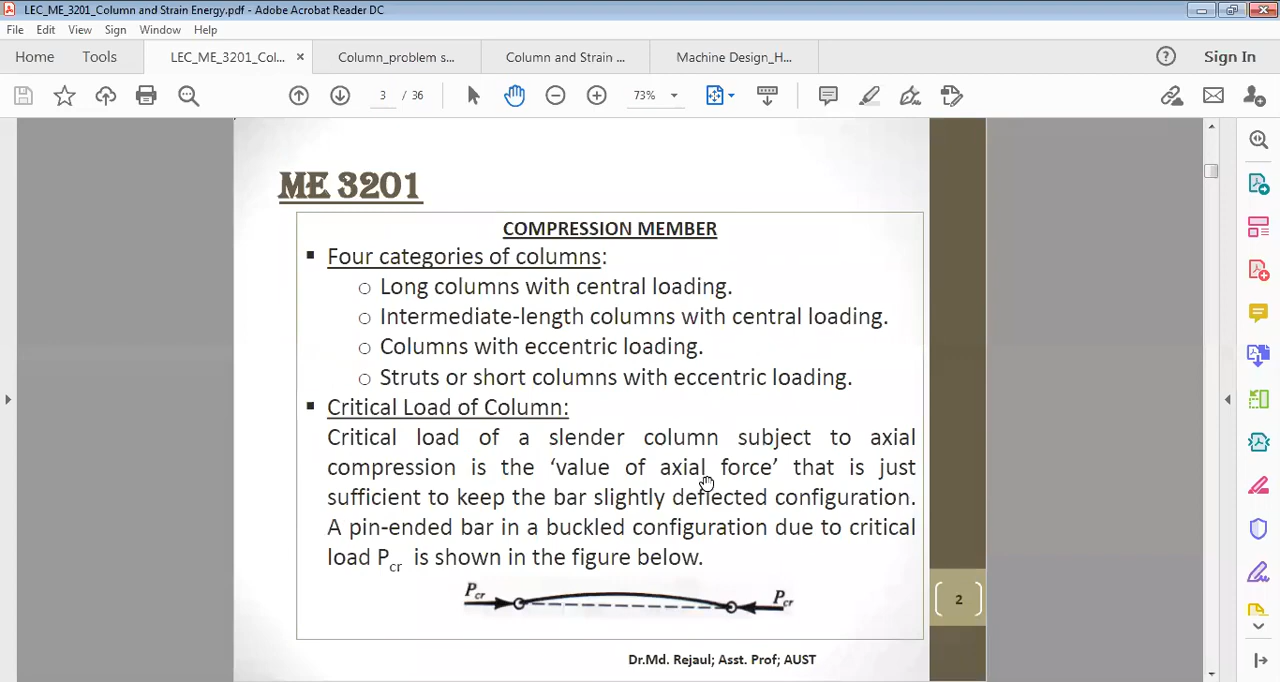 LEC_ME_3201_Column and Strain Energy.pdf - Adobe Acrobat Reader DC
File Edit View Sign Window Help
Home Tools LEC_ME_3201_Col... × Column_problem s... Column and Strain ... Machine Design_H... ? Sign In
3 / 36 73%
ME 3201
COMPRESSION MEMBER
▪ Four categories of columns:
○ Long columns with central loading.
○ Intermediate-length columns with central loading.
○ Columns with eccentric loading.
○ Struts or short columns with eccentric loading.
▪ Critical Load of Column:
Critical load of a slender column subject to axial
compression is the ‘value of axial force’ that is just
sufficient to keep the bar slightly deflected configuration.
A pin-ended bar in a buckled configuration due to critical
load Pcr is shown in the figure below.
Pcr Pcr
2
Dr.Md. Rejaul; Asst. Prof; AUST